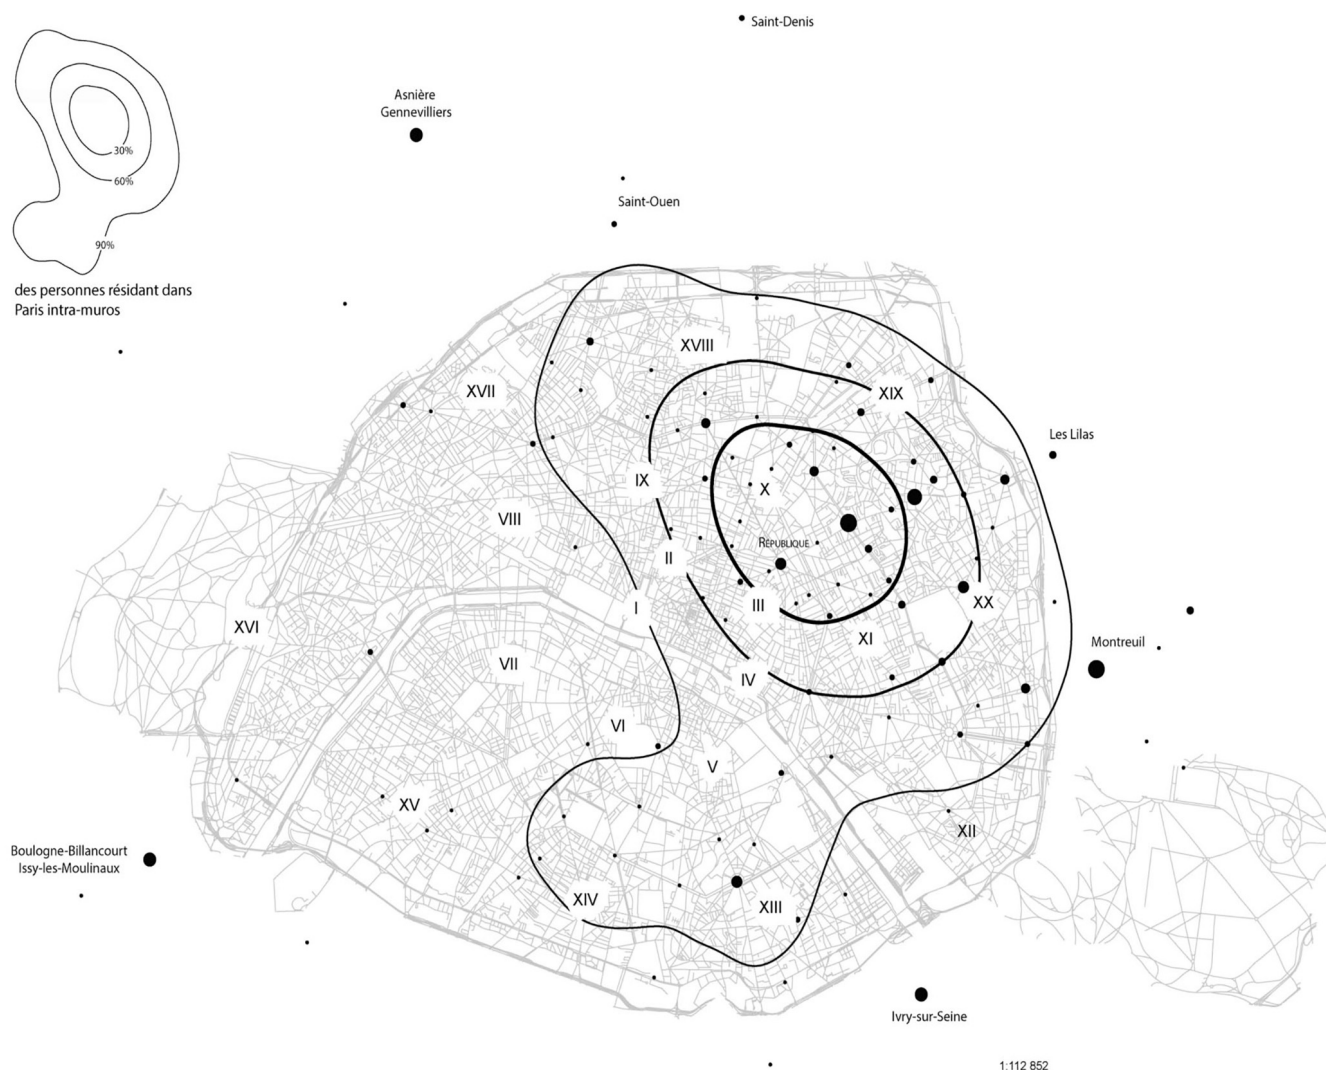 Saint-Denis
Asnière
Gennevilliers
30%
60%
90%
Saint-Ouen
des personnes résidant dans
Paris intra-muros
XVIII
XVII
XIX
Les Lilas
IX
X
VIII
RÉPUBLIQUE
II
I
III
XX
XVI
XI
Montreuil
VII
IV
VI
V
XV
XII
Boulogne-Billancourt
Issy-les-Moulinaux
XIV
XIII
Ivry-sur-Seine
1:112 852